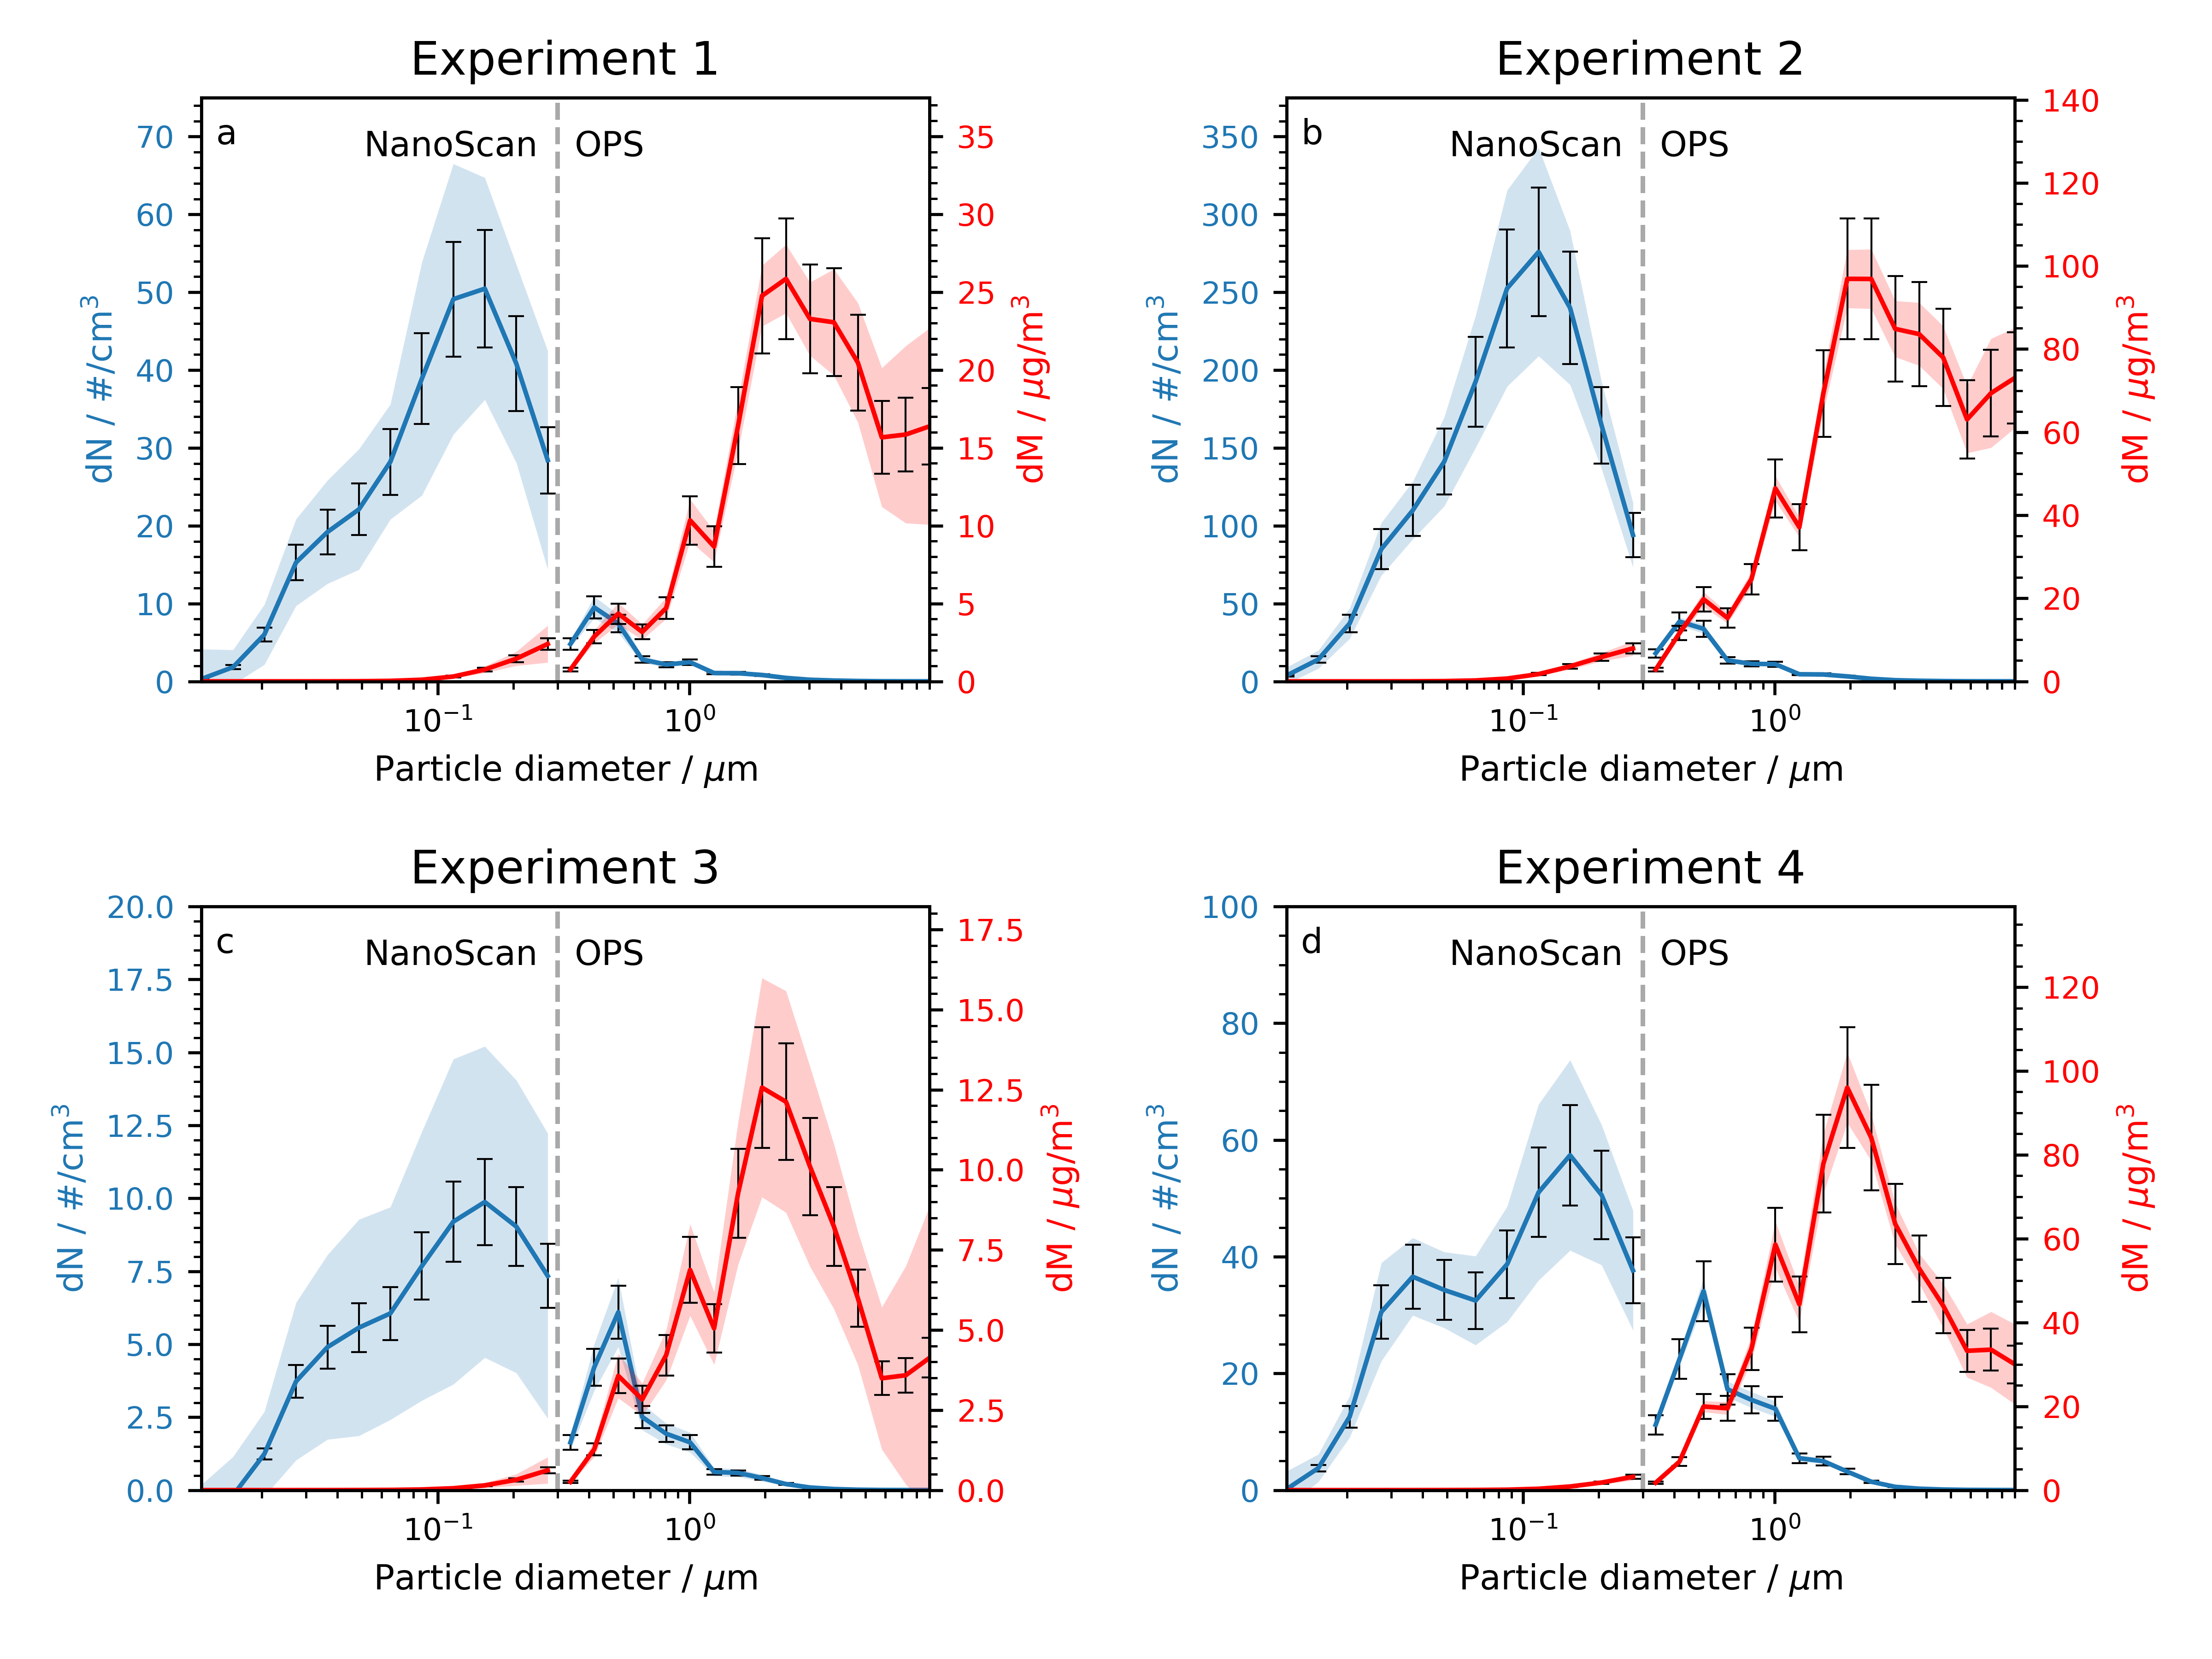 Experiment 1
a
NanoScan
OPS
70
60
50
40
30
20
10
0
dN / #/cm³
35
30
25
20
15
10
5
0
dM / μg/m³
10⁻¹
10⁰
Particle diameter / μm
Experiment 2
b
NanoScan
OPS
350
300
250
200
150
100
50
0
dN / #/cm³
140
120
100
80
60
40
20
0
dM / μg/m³
10⁻¹
10⁰
Particle diameter / μm
Experiment 3
c
NanoScan
OPS
20.0
17.5
15.0
12.5
10.0
7.5
5.0
2.5
0.0
dN / #/cm³
17.5
15.0
12.5
10.0
7.5
5.0
2.5
0.0
dM / μg/m³
10⁻¹
10⁰
Particle diameter / μm
Experiment 4
d
NanoScan
OPS
100
80
60
40
20
0
dN / #/cm³
120
100
80
60
40
20
0
dM / μg/m³
10⁻¹
10⁰
Particle diameter / μm